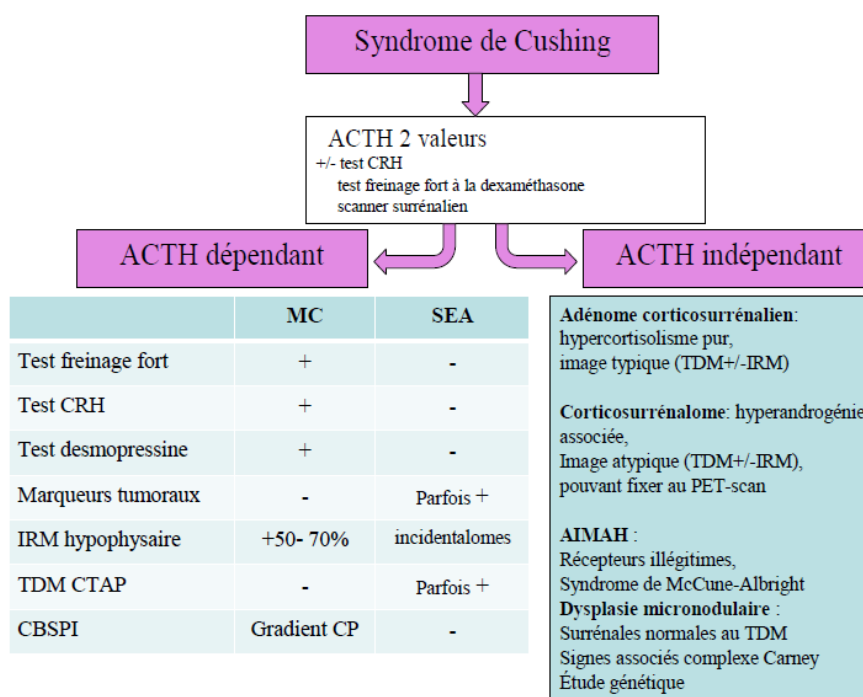 Syndrome de Cushing
ACTH 2 valeurs
+/- test CRH
test freinage fort à la dexaméthasone
scanner surrénalien
ACTH dépendant
ACTH indépendant
MC SEA
Test freinage fort + -
Test CRH + -
Test desmopressine + -
Marqueurs tumoraux - Parfois +
IRM hypophysaire +50- 70% incidentalomes
TDM CTAP - Parfois +
CBSPI Gradient CP -
Adénome corticosurrénalien:
hypercortisolisme pur,
image typique (TDM+/-IRM)
Corticosurrénalome: hyperandrogénie
associée,
Image atypique (TDM+/-IRM),
pouvant fixer au PET-scan
AIMAH :
Récepteurs illégitimes,
Syndrome de McCune-Albright
Dysplasie micronodulaire :
Surrénales normales au TDM
Signes associés complexe Carney
Étude génétique